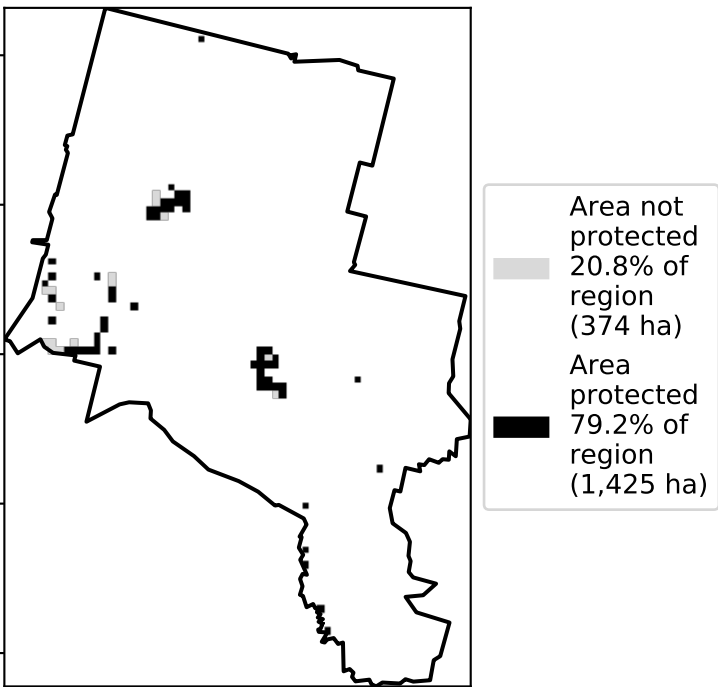 Area not
protected
20.8% of
region
(374 ha)
Area
protected
79.2% of
region
(1,425 ha)